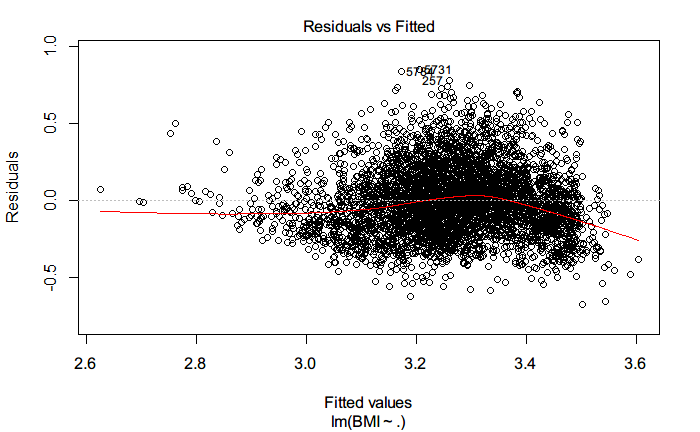 Residuals vs Fitted
Residuals
1.0
0.5
0.0
-0.5
5731
257
2.6 2.8 3.0 3.2 3.4 3.6
Fitted values
lm(BMI ~ .)